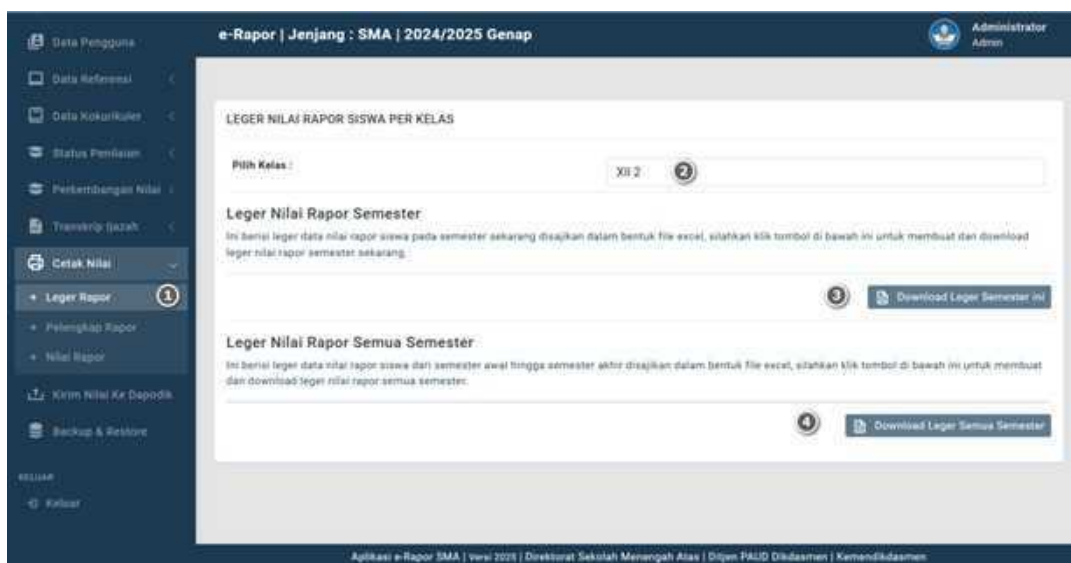 e-Rapor | Jenjang : SMA | 2024/2025 Genap
Administrator
Admin
Data Pengguna
Data Referensi
Data Kokurikuler
Status Penilaian
Perkembangan Nilai
Transkrip Ijazah
Cetak Nilai
+ Leger Rapor
1
+ Pelengkap Rapor
+ Nilai Rapor
Kirim Nilai Ke Dapodik
Backup & Restore
KELUAR
Keluar
LEGER NILAI RAPOR SISWA PER KELAS
Pilih Kelas :
XII 2
2
Leger Nilai Rapor Semester
Ini berisi leger data nilai rapor siswa pada semester sekarang disajikan dalam bentuk file excel, silahkan klik tombol di bawah ini untuk membuat dan download
leger nilai rapor semester sekarang.
3
Download Leger Semester ini
Leger Nilai Rapor Semua Semester
Ini berisi leger data nilai rapor siswa dari semester awal hingga semester akhir disajikan dalam bentuk file excel, silahkan klik tombol di bawah ini untuk membuat
dan download leger nilai rapor semua semester.
4
Download Leger Semua Semester
Aplikasi e-Rapor SMA | Versi 2025 | Direktorat Sekolah Menengah Atas | Ditjen PAUD Dikdasmen | Kemendikdasmen